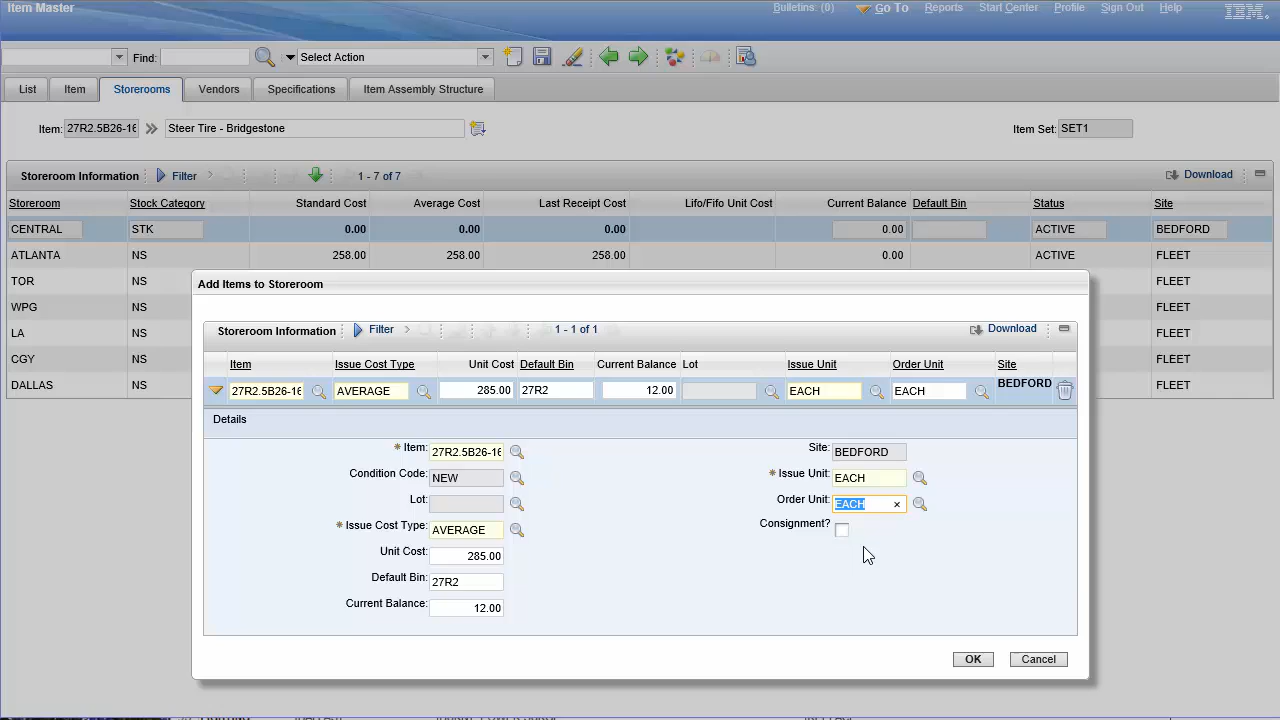 Item Master
Bulletins (0) Go To Reports Start Center Profile Sign Out Help IBM.
Find: Select Action
List Item Storerooms Vendors Specifications Item Assembly Structure
Item: 27R2.5B26-16 Steer Tire - Bridgestone Item Set: SET1
Storeroom Information Filter 1 - 7 of 7 Download
Storeroom Stock Category Standard Cost Average Cost Last Receipt Cost Lifo/Fifo Unit Cost Current Balance Default Bin Status Site
CENTRAL STK 0.00 0.00 0.00 0.00 ACTIVE BEDFORD
ATLANTA NS 258.00 258.00 258.00 0.00 ACTIVE FLEET
TOR NS FLEET
WPG NS FLEET
LA NS FLEET
CGY NS FLEET
DALLAS NS FLEET
Add Items to Storeroom
Storeroom Information Filter 1 - 1 of 1 Download
Item Issue Cost Type Unit Cost Default Bin Current Balance Lot Issue Unit Order Unit Site
27R2.5B26-16 AVERAGE 285.00 27R2 12.00 EACH EACH BEDFORD
Details
* Item: 27R2.5B26-16 Site: BEDFORD
Condition Code: NEW * Issue Unit: EACH
Lot: Order Unit: EACH ×
* Issue Cost Type: AVERAGE Consignment?
Unit Cost: 285.00
Default Bin: 27R2
Current Balance: 12.00
OK Cancel